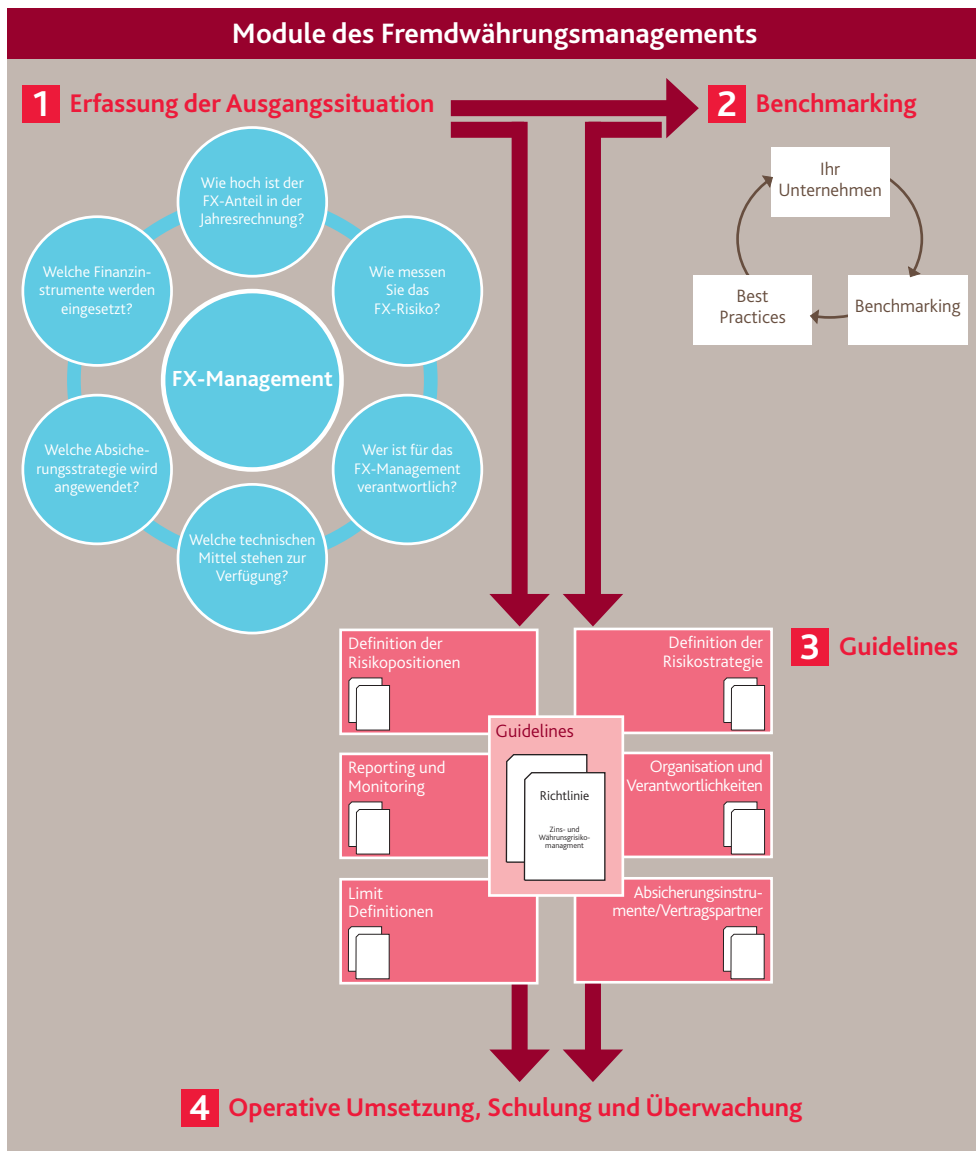 Module des Fremdwährungsmanagements
1 Erfassung der Ausgangssituation
2 Benchmarking
Wie hoch ist der
FX-Anteil in der
Jahresrechnung?
Welche Finanzin-
strumente werden
eingesetzt?
Wie messen
Sie das
FX-Risiko?
FX-Management
Welche Absiche-
rungsstrategie wird
angewendet?
Wer ist für das
FX-Management
verantwortlich?
Welche technischen
Mittel stehen zur
Verfügung?
Ihr
Unternehmen
Best
Practices
Benchmarking
3 Guidelines
Definition der
Risikopositionen
Definition der
Risikostrategie
Guidelines
Richtlinie
Zins- und
Währunsgrisiko-
managment
Reporting und
Monitoring
Organisation und
Verantwortlichkeiten
Limit
Definitionen
Absicherungsinstru-
mente/Vertragspartner
4 Operative Umsetzung, Schulung und Überwachung